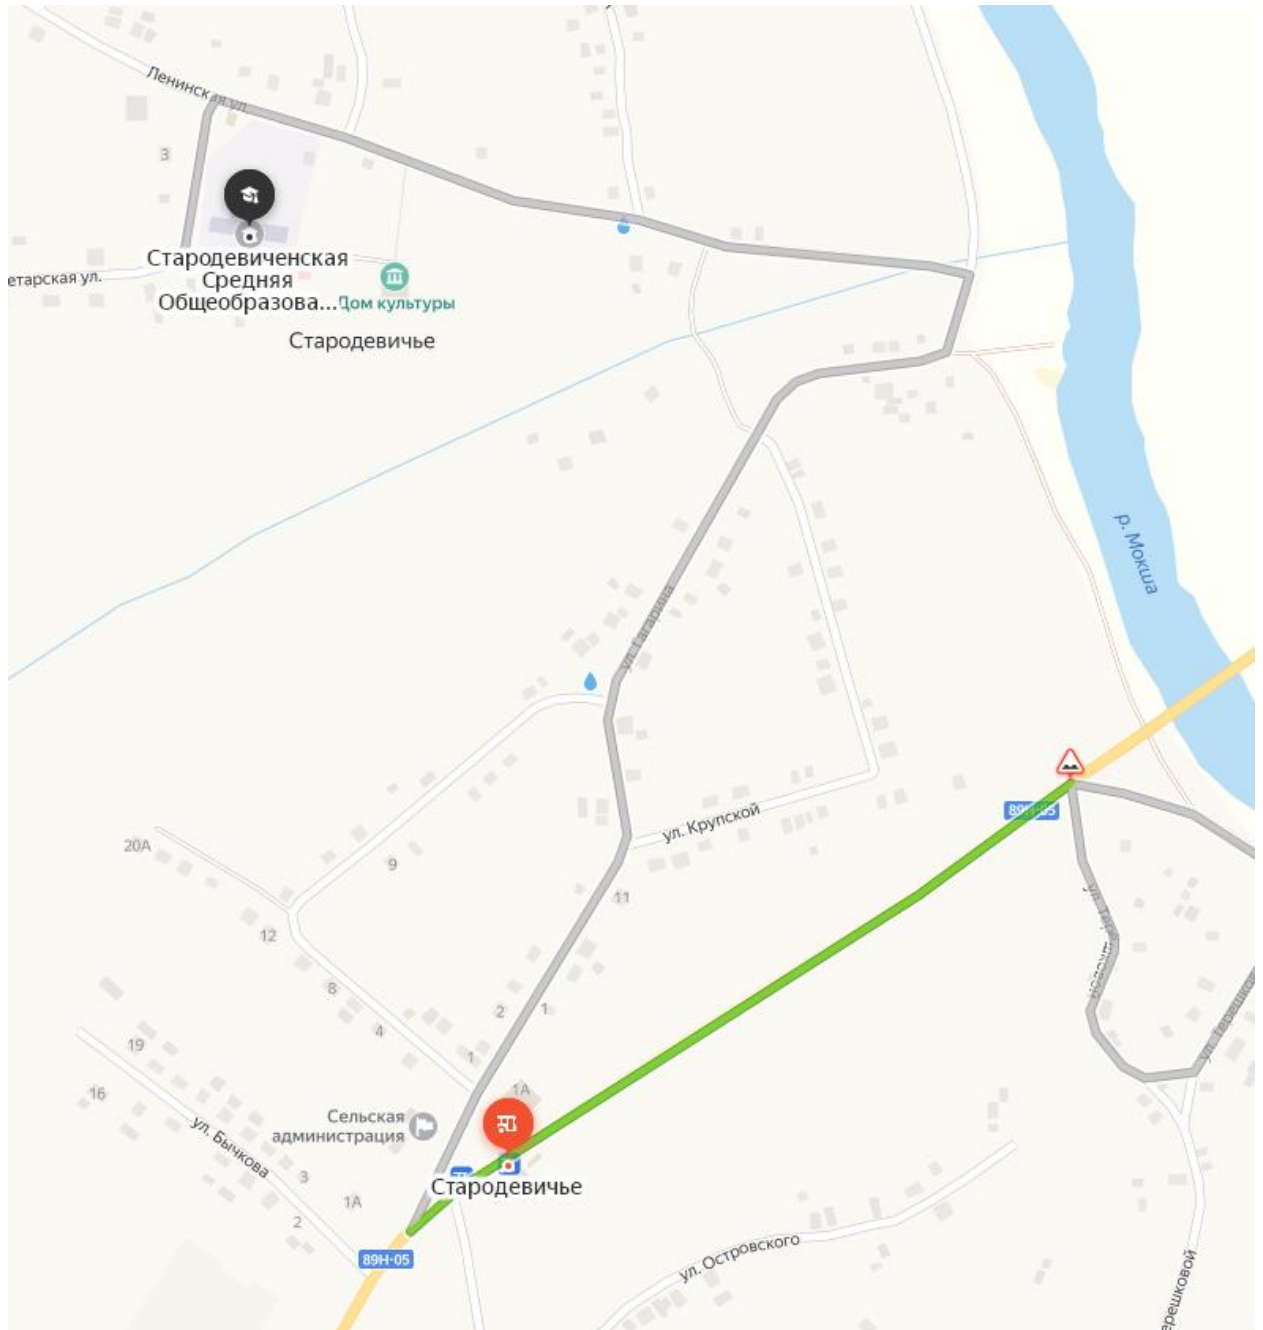 Ленинская ул.
3
Стародевиченская
Средняя
Общеобразова...
етарская ул.
Дом культуры
Стародевичье
р. Мокша
ул. Гагарина
89Н-05
ул. Крупской
20А
9
11
12
ул. Терешковой
8
2
1
4
19
1
1А
16
Сельская
администрация
ул. Бычкова
3
Стародевичье
1А
2
89Н-05
ул. Островского
ерешковой